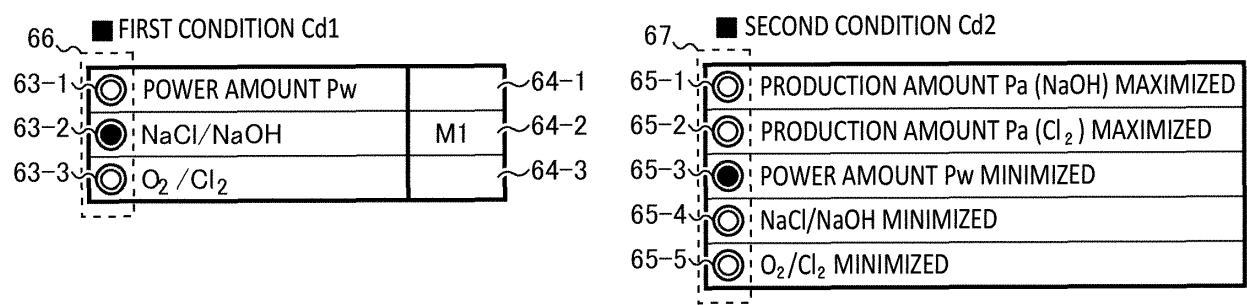 ■ FIRST CONDITION Cd1
66
63-1 POWER AMOUNT Pw 64-1
63-2 NaCl/NaOH M1 64-2
63-3 O₂/Cl₂ 64-3
■ SECOND CONDITION Cd2
67
65-1 PRODUCTION AMOUNT Pa (NaOH) MAXIMIZED
65-2 PRODUCTION AMOUNT Pa (Cl₂) MAXIMIZED
65-3 POWER AMOUNT Pw MINIMIZED
65-4 NaCl/NaOH MINIMIZED
65-5 O₂/Cl₂ MINIMIZED